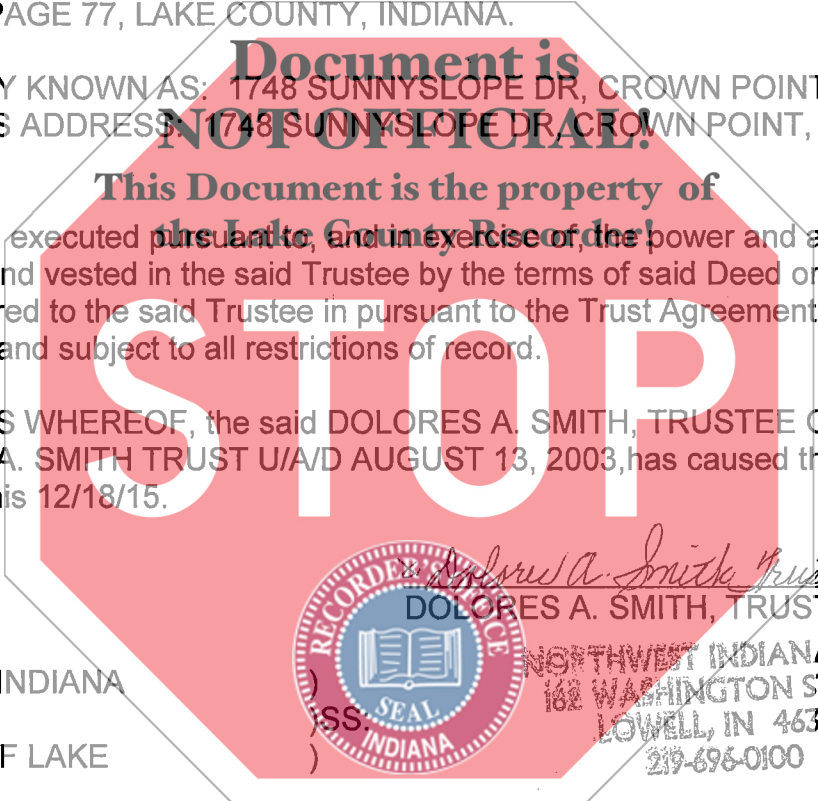 PAGE 77, LAKE COUNTY, INDIANA.
Document is
Y KNOWN AS: 1748 SUNNYSLOPE DR, CROWN POINT
NOT OFFICIAL!
S ADDRESS: 1748 SUNNYSLOPE DR, CROWN POINT,
This Document is the property of
the Lake County Recorder!
executed pursuant to, and in exercise of, the power and a
nd vested in the said Trustee by the terms of said Deed or
ed to the said Trustee in pursuant to the Trust Agreement
and subject to all restrictions of record.
STOP
S WHEREOF, the said DOLORES A. SMITH, TRUSTEE O
A. SMITH TRUST U/A/D AUGUST 13, 2003,has caused th
is 12/18/15.
Dolores A. Smith Trus
DOLORES A. SMITH, TRUST
RECORDER'S OFFICE
SEAL
INDIANA
NORTHWEST INDIANA
162 WASHINGTON S
LOWELL, IN 463
219-696-0100
INDIANA )
)SS.
F LAKE )